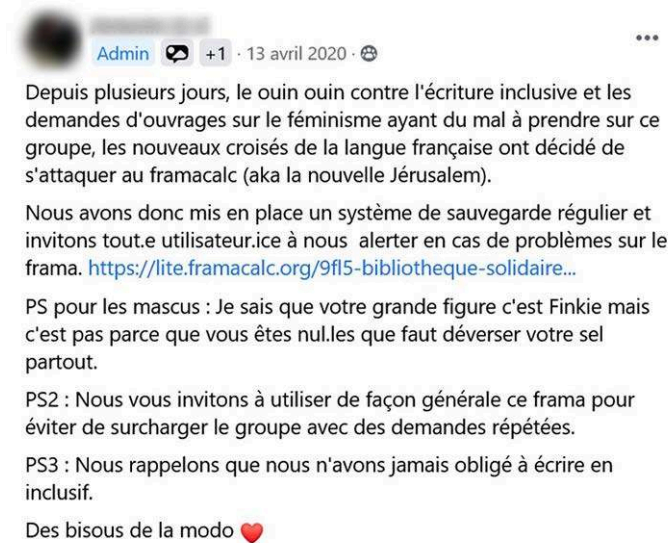 Admin +1 · 13 avril 2020 ·
Depuis plusieurs jours, le ouin ouin contre l'écriture inclusive et les
demandes d'ouvrages sur le féminisme ayant du mal à prendre sur ce
groupe, les nouveaux croisés de la langue française ont décidé de
s'attaquer au framacalc (aka la nouvelle Jérusalem).
Nous avons donc mis en place un système de sauvegarde régulier et
invitons tout.e utilisateur.ice à nous  alerter en cas de problèmes sur le
frama. https://lite.framacalc.org/9fl5-bibliotheque-solidaire...
PS pour les mascus : Je sais que votre grande figure c'est Finkie mais
c'est pas parce que vous êtes nul.les que faut déverser votre sel
partout.
PS2 : Nous vous invitons à utiliser de façon générale ce frama pour
éviter de surcharger le groupe avec des demandes répétées.
PS3 : Nous rappelons que nous n'avons jamais obligé à écrire en
inclusif.
Des bisous de la modo ❤️